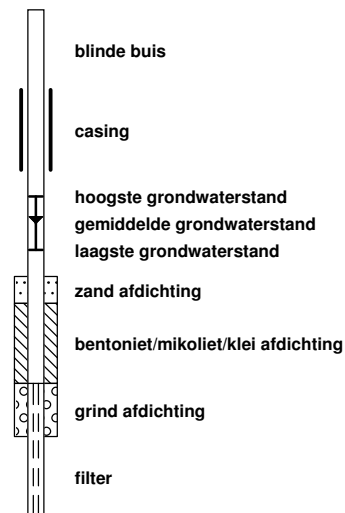 blinde buis
casing
hoogste grondwaterstand
gemiddelde grondwaterstand
laagste grondwaterstand
zand afdichting
bentoniet/mikoliet/klei afdichting
grind afdichting
filter